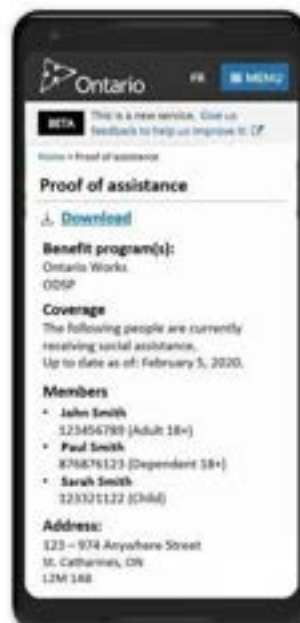 Ontario
FR
MENU
BETA
This is a new service. Give us
feedback to help us improve it.
Home > Proof of assistance
Proof of assistance
Download
Benefit program(s):
Ontario Works
ODSP
Coverage
The following people are currently
receiving social assistance.
Up to date as of: February 5, 2020.
Members
• John Smith
123456789 (Adult 18+)
• Paul Smith
876876123 (Dependent 18+)
• Sarah Smith
123321122 (Child)
Address:
123 – 974 Anywhere Street
St. Catharines, ON
L2M 1A8